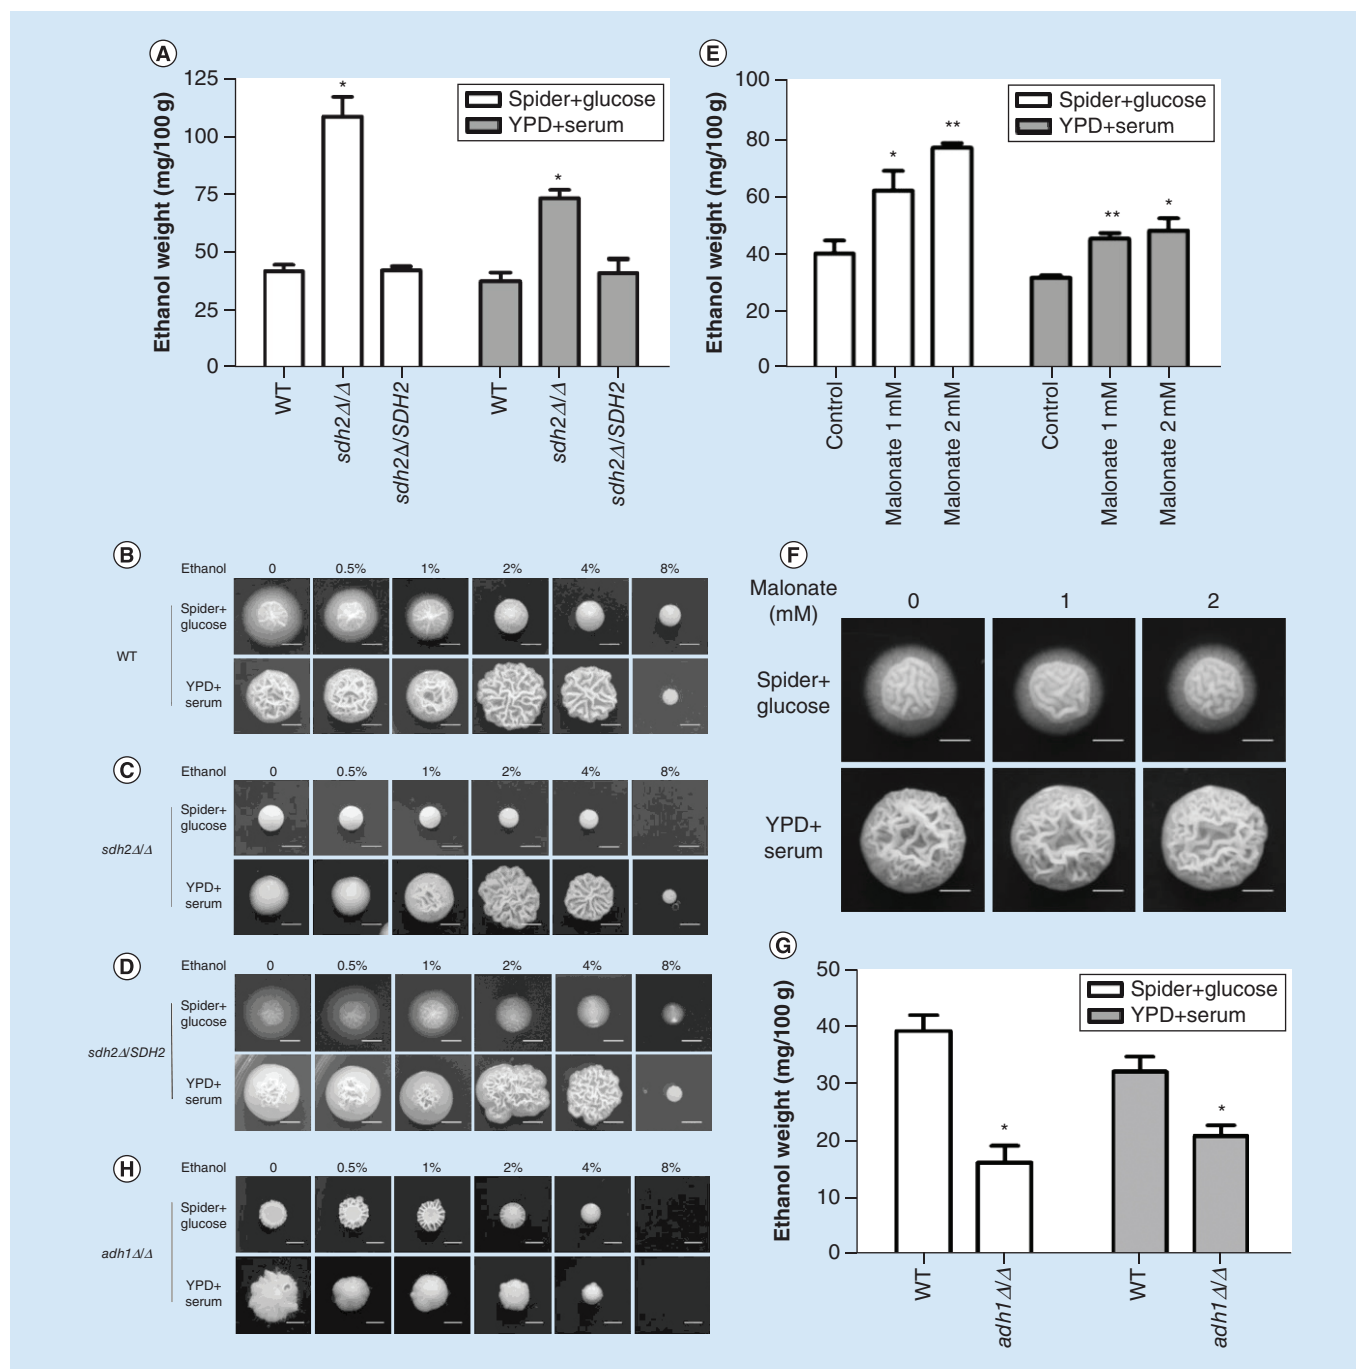 A
125
100
75
50
25
0
Ethanol weight (mg/100 g)
*
*
Spider+glucose
YPD+serum
WT
sdh2Δ/Δ
sdh2Δ/SDH2
WT
sdh2Δ/Δ
sdh2Δ/SDH2
E
100
80
60
40
20
0
Ethanol weight (mg/100 g)
*
**
**
*
Spider+glucose
YPD+serum
Control
Malonate 1 mM
Malonate 2 mM
Control
Malonate 1 mM
Malonate 2 mM
B
Ethanol 0 0.5% 1% 2% 4% 8%
WT
Spider+
glucose
YPD+
serum
C
Ethanol 0 0.5% 1% 2% 4% 8%
sdh2Δ/Δ
Spider+
glucose
YPD+
serum
D
Ethanol 0 0.5% 1% 2% 4% 8%
sdh2Δ/SDH2
Spider+
glucose
YPD+
serum
H
Ethanol 0 0.5% 1% 2% 4% 8%
adh1Δ/Δ
Spider+
glucose
YPD+
serum
F
Malonate
(mM)
0 1 2
Spider+
glucose
YPD+
serum
G
50
40
30
20
10
0
Ethanol weight (mg/100 g)
*
*
Spider+glucose
YPD+serum
WT
adh1Δ/Δ
WT
adh1Δ/Δ